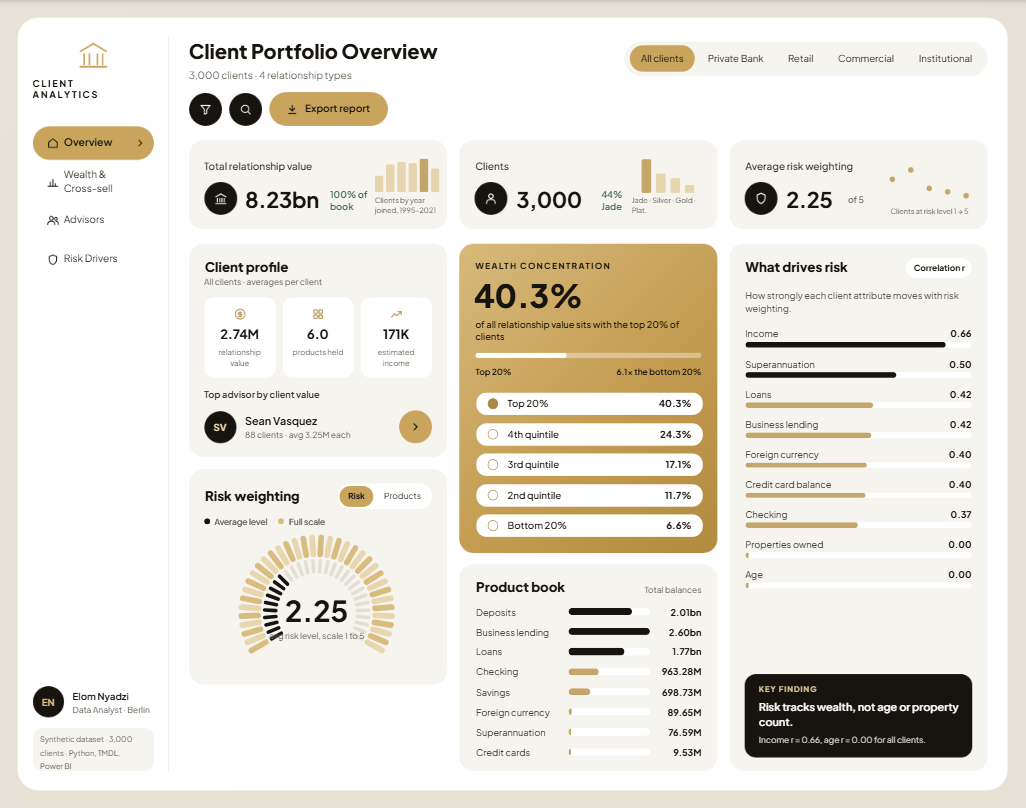 CLIENT
ANALYTICS
Overview
Wealth &
Cross-sell
Advisors
Risk Drivers
EN
Elom Nyadzi
Data Analyst · Berlin
Synthetic dataset · 3,000
clients · Python, TMDL,
Power BI
Client Portfolio Overview
3,000 clients · 4 relationship types
All clients
Private Bank
Retail
Commercial
Institutional
Export report
Total relationship value
8.23bn
100% of
book
Clients by year
joined, 1995–2021
Clients
3,000
44%
Jade
Jade · Silver · Gold ·
Plat.
Average risk weighting
2.25
of 5
Clients at risk level 1 → 5
Client profile
All clients · averages per client
2.74M
relationship
value
6.0
products held
171K
estimated
income
Top advisor by client value
SV
Sean Vasquez
88 clients · avg 3.25M each
Risk weighting
Risk
Products
Average level
Full scale
2.25
avg risk level, scale 1 to 5
WEALTH CONCENTRATION
40.3%
of all relationship value sits with the top 20% of
clients
Top 20%
6.1× the bottom 20%
Top 20%
40.3%
4th quintile
24.3%
3rd quintile
17.1%
2nd quintile
11.7%
Bottom 20%
6.6%
Product book
Total balances
Deposits
2.01bn
Business lending
2.60bn
Loans
1.77bn
Checking
963.28M
Savings
698.73M
Foreign currency
89.65M
Superannuation
76.59M
Credit cards
9.53M
What drives risk
Correlation r
How strongly each client attribute moves with risk
weighting.
Income
0.66
Superannuation
0.50
Loans
0.42
Business lending
0.42
Foreign currency
0.40
Credit card balance
0.40
Checking
0.37
Properties owned
0.00
Age
0.00
KEY FINDING
Risk tracks wealth, not age or property
count.
Income r = 0.66, age r = 0.00 for all clients.